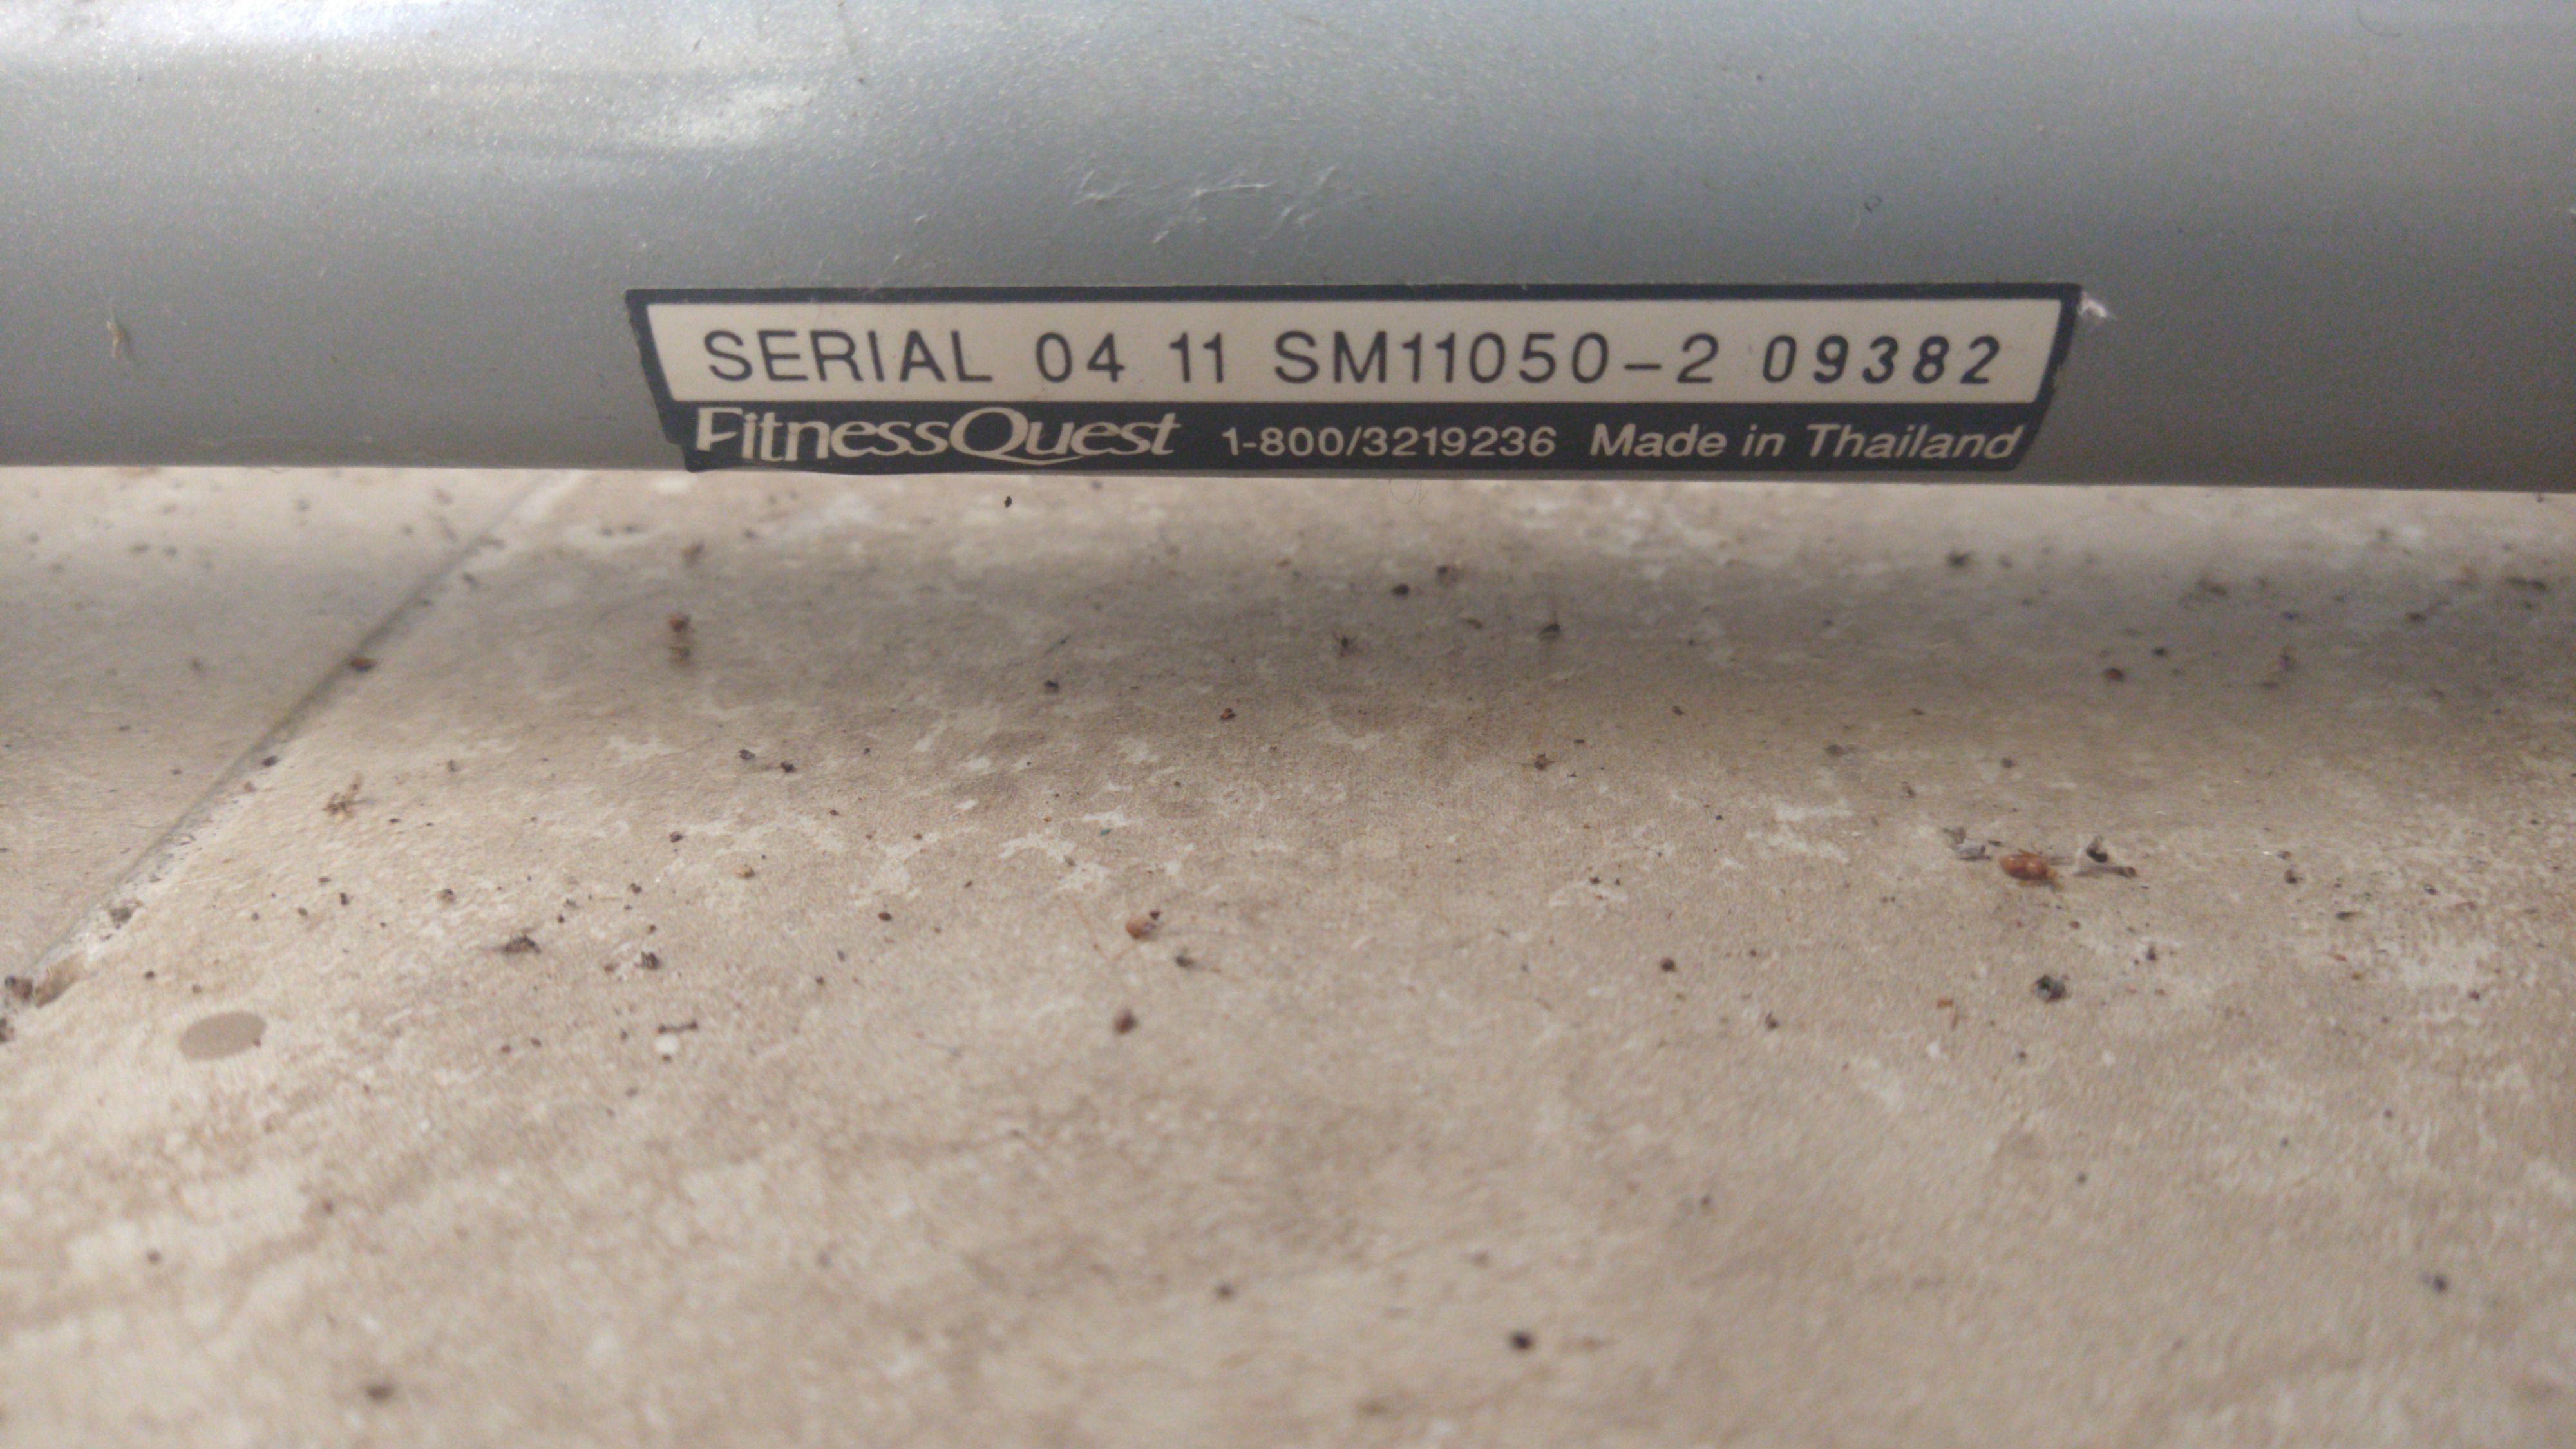 SERIAL 04 11 SM11050-2 09382
FitnessQuest 1-800/3219236 Made in Thailand